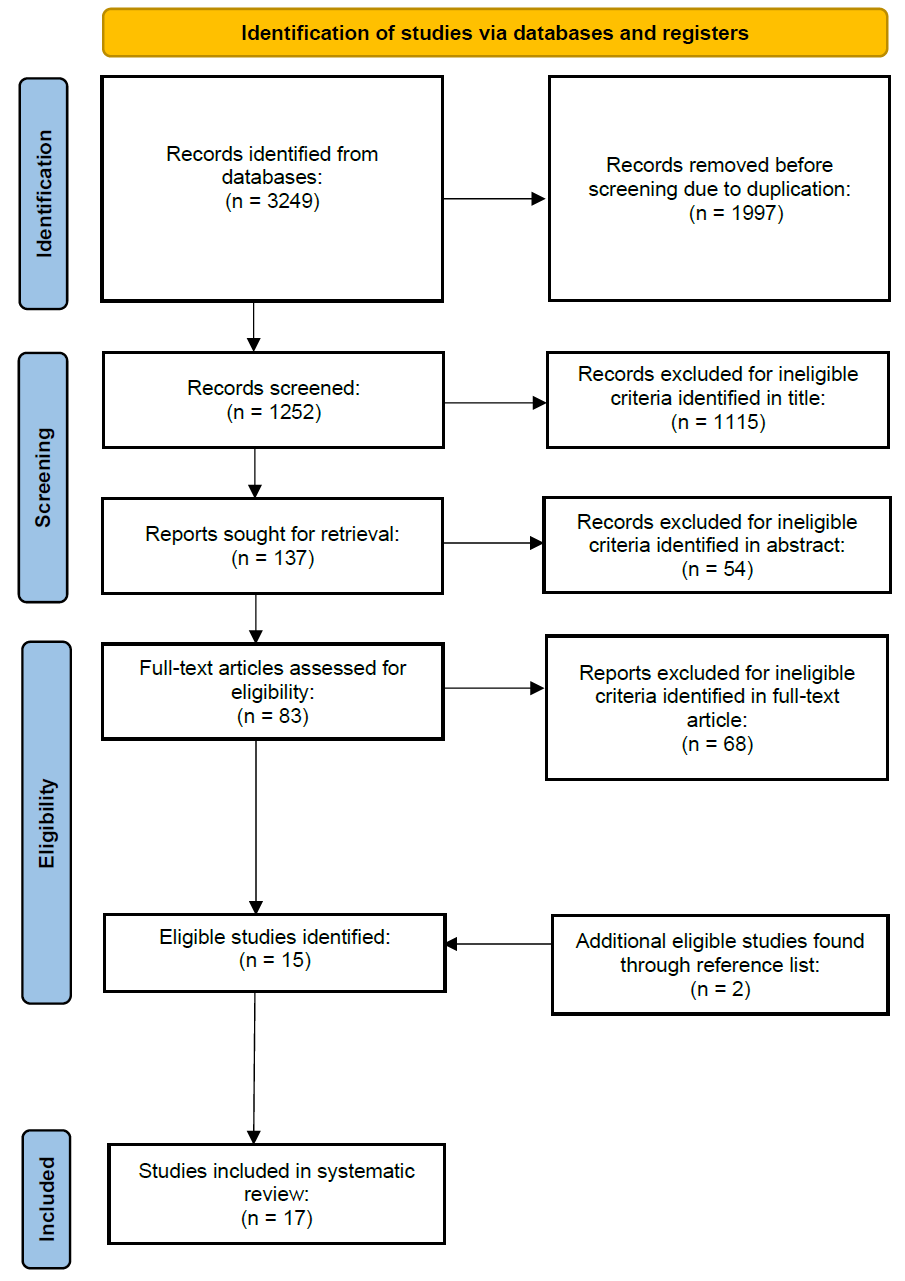 Identification of studies via databases and registers
Identification
Records identified from
databases:
(n = 3249)
Records removed before
screening due to duplication:
(n = 1997)
Screening
Records screened:
(n = 1252)
Records excluded for ineligible
criteria identified in title:
(n = 1115)
Reports sought for retrieval:
(n = 137)
Records excluded for ineligible
criteria identified in abstract:
(n = 54)
Eligibility
Full-text articles assessed for
eligibility:
(n = 83)
Reports excluded for ineligible
criteria identified in full-text
article:
(n = 68)
Eligible studies identified:
(n = 15)
Additional eligible studies found
through reference list:
(n = 2)
Included
Studies included in systematic
review:
(n = 17)